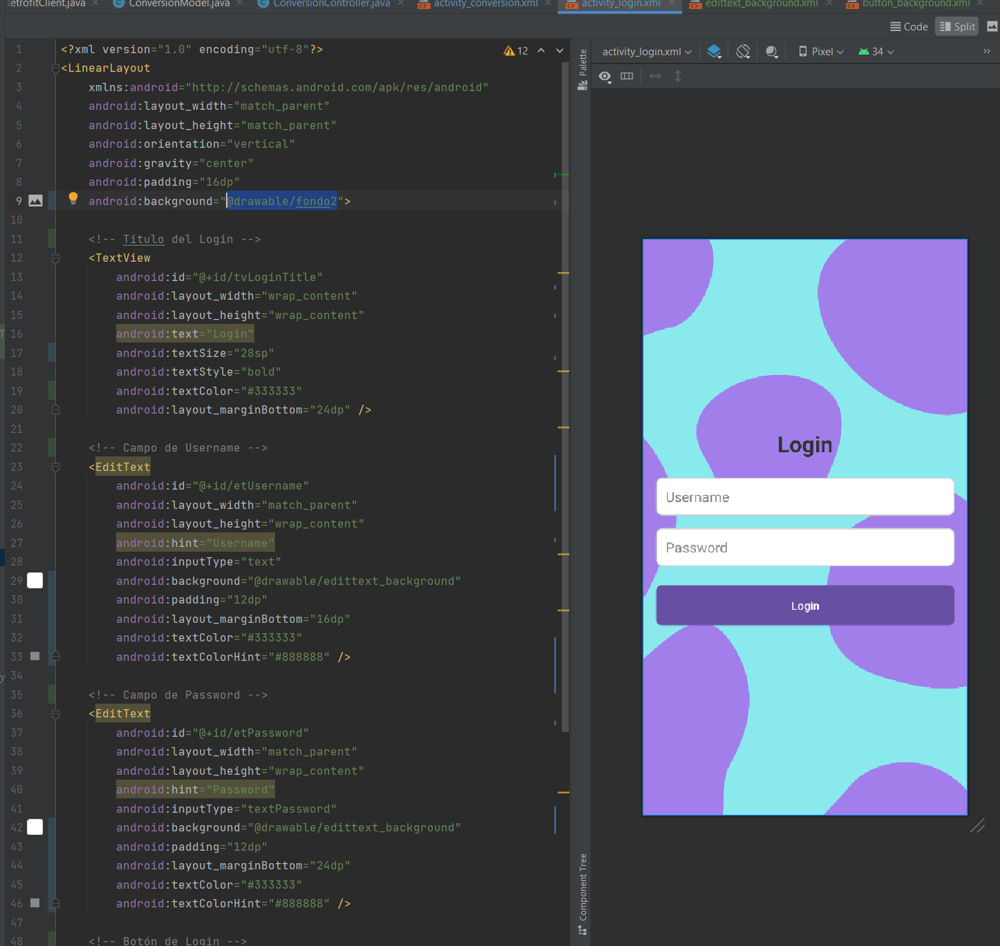 etrofitClient.java ConversionModel.java ConversionController.java activity_conversion.xml activity_login.xml edittext_background.xml button_background.xml
Code Split
activity_login.xml Pixel 34 »
12
Palette
1 <?xml version="1.0" encoding="utf-8"?>
2 <LinearLayout
3 xmlns:android="http://schemas.android.com/apk/res/android"
4 android:layout_width="match_parent"
5 android:layout_height="match_parent"
6 android:orientation="vertical"
7 android:gravity="center"
8 android:padding="16dp"
9 android:background="@drawable/fondo2">
10
11 <!-- Título del Login -->
12 <TextView
13 android:id="@+id/tvLoginTitle"
14 android:layout_width="wrap_content"
15 android:layout_height="wrap_content"
16 android:text="Login"
17 android:textSize="28sp"
18 android:textStyle="bold"
19 android:textColor="#333333"
20 android:layout_marginBottom="24dp" />
21
22 <!-- Campo de Username -->
23 <EditText
24 android:id="@+id/etUsername"
25 android:layout_width="match_parent"
26 android:layout_height="wrap_content"
27 android:hint="Username"
28 android:inputType="text"
29 android:background="@drawable/edittext_background"
30 android:padding="12dp"
31 android:layout_marginBottom="16dp"
32 android:textColor="#333333"
33 android:textColorHint="#888888" />
34
35 <!-- Campo de Password -->
36 <EditText
37 android:id="@+id/etPassword"
38 android:layout_width="match_parent"
39 android:layout_height="wrap_content"
40 android:hint="Password"
41 android:inputType="textPassword"
42 android:background="@drawable/edittext_background"
43 android:padding="12dp"
44 android:layout_marginBottom="24dp"
45 android:textColor="#333333"
46 android:textColorHint="#888888" />
47
48 <!-- Botón de Login -->
Login
Username
Password
Login
Component Tree